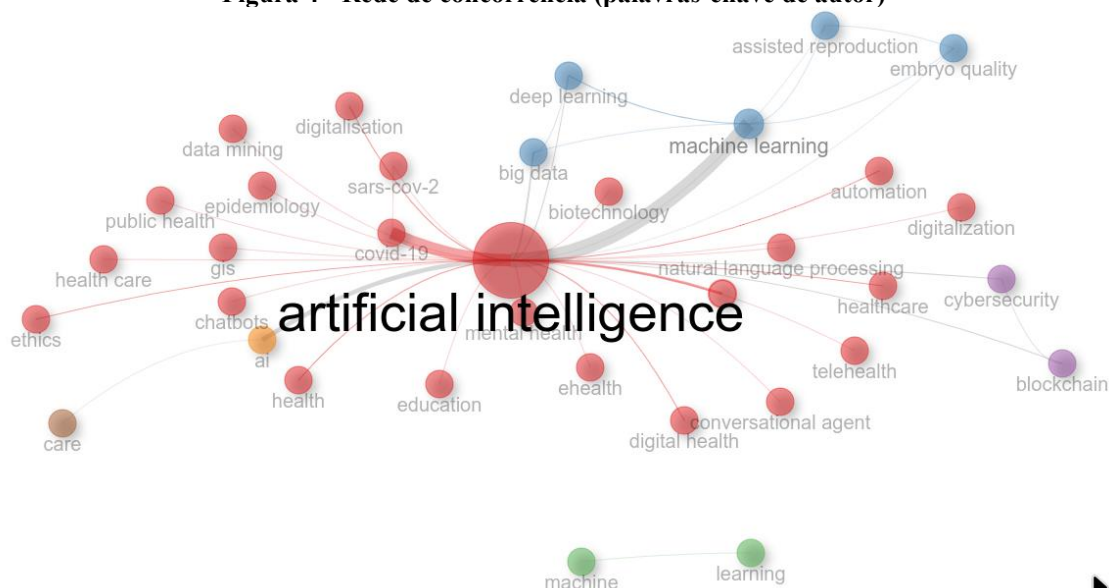 Figura Rede de concorrência (palavras-chave de autor)
assisted reproduction
embryo quality
deep learning
digitalisation
machine learning
data mining
big data
sars-cov-2
automation
epidemiology
biotechnology
public health
digitalization
covid-19
natural language processing
gis
health care
cybersecurity
healthcare
chatbots
artificial intelligence
mental health
ethics
ai
telehealth
blockchain
ehealth
health
education
conversational agent
digital health
care
learning
machine